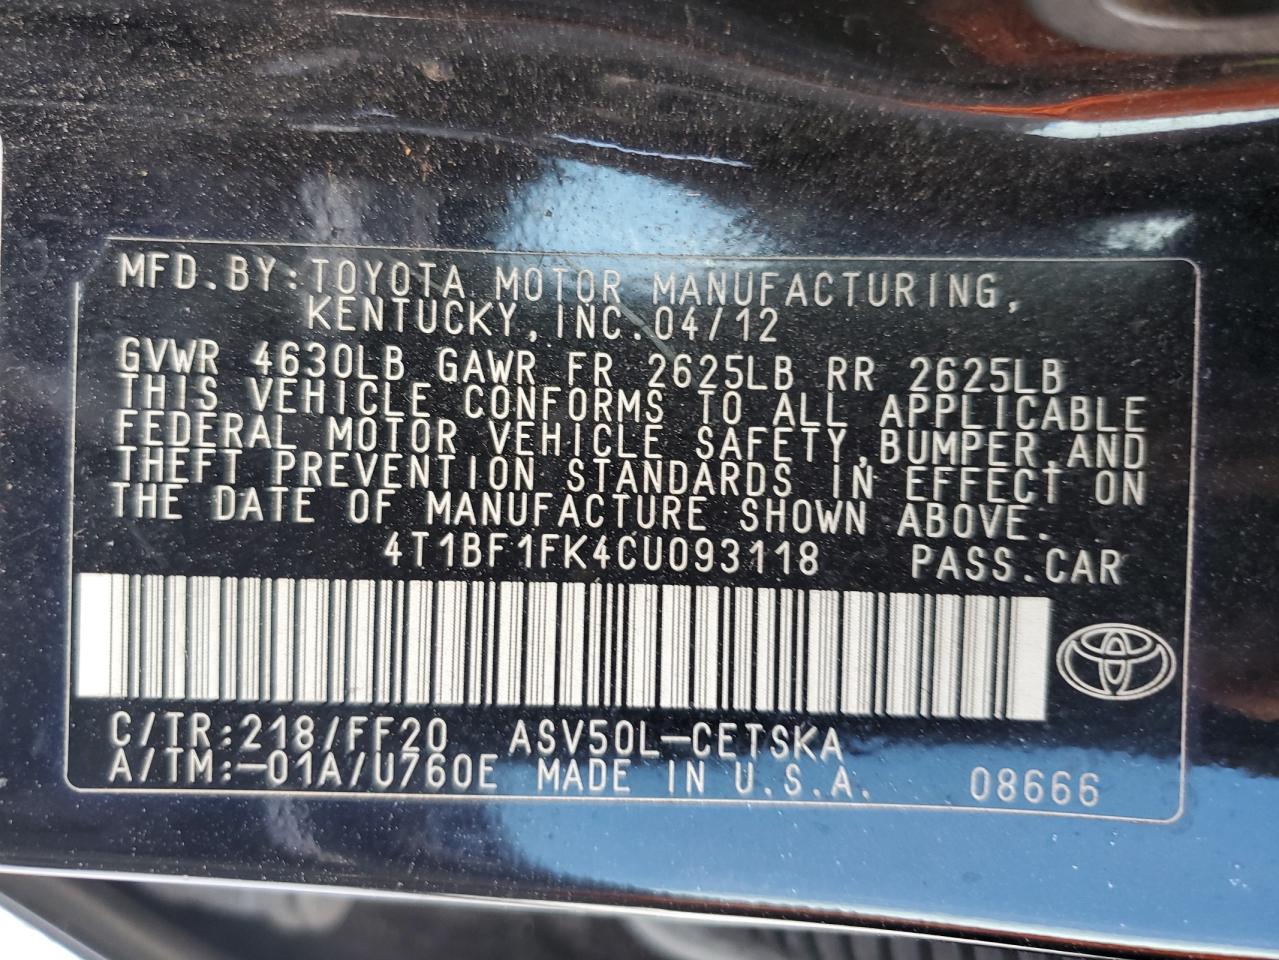 MFD.BY:TOYOTA MOTOR MANUFACTURING,
KENTUCKY,INC.04/12
GVWR 4630LB GAWR FR 2625LB RR 2625LB
THIS VEHICLE CONFORMS TO ALL APPLICABLE
FEDERAL MOTOR VEHICLE SAFETY,BUMPER,AND
THEFT PREVENTION STANDARDS IN EFFECT ON
THE DATE OF MANUFACTURE SHOWN ABOVE.
4T1BF1FK4CU093118 PASS.CAR
C/TR:218/FF20 ASV50L-CETSKA
A/TM:-01A/U760E MADE IN U.S.A. 08666